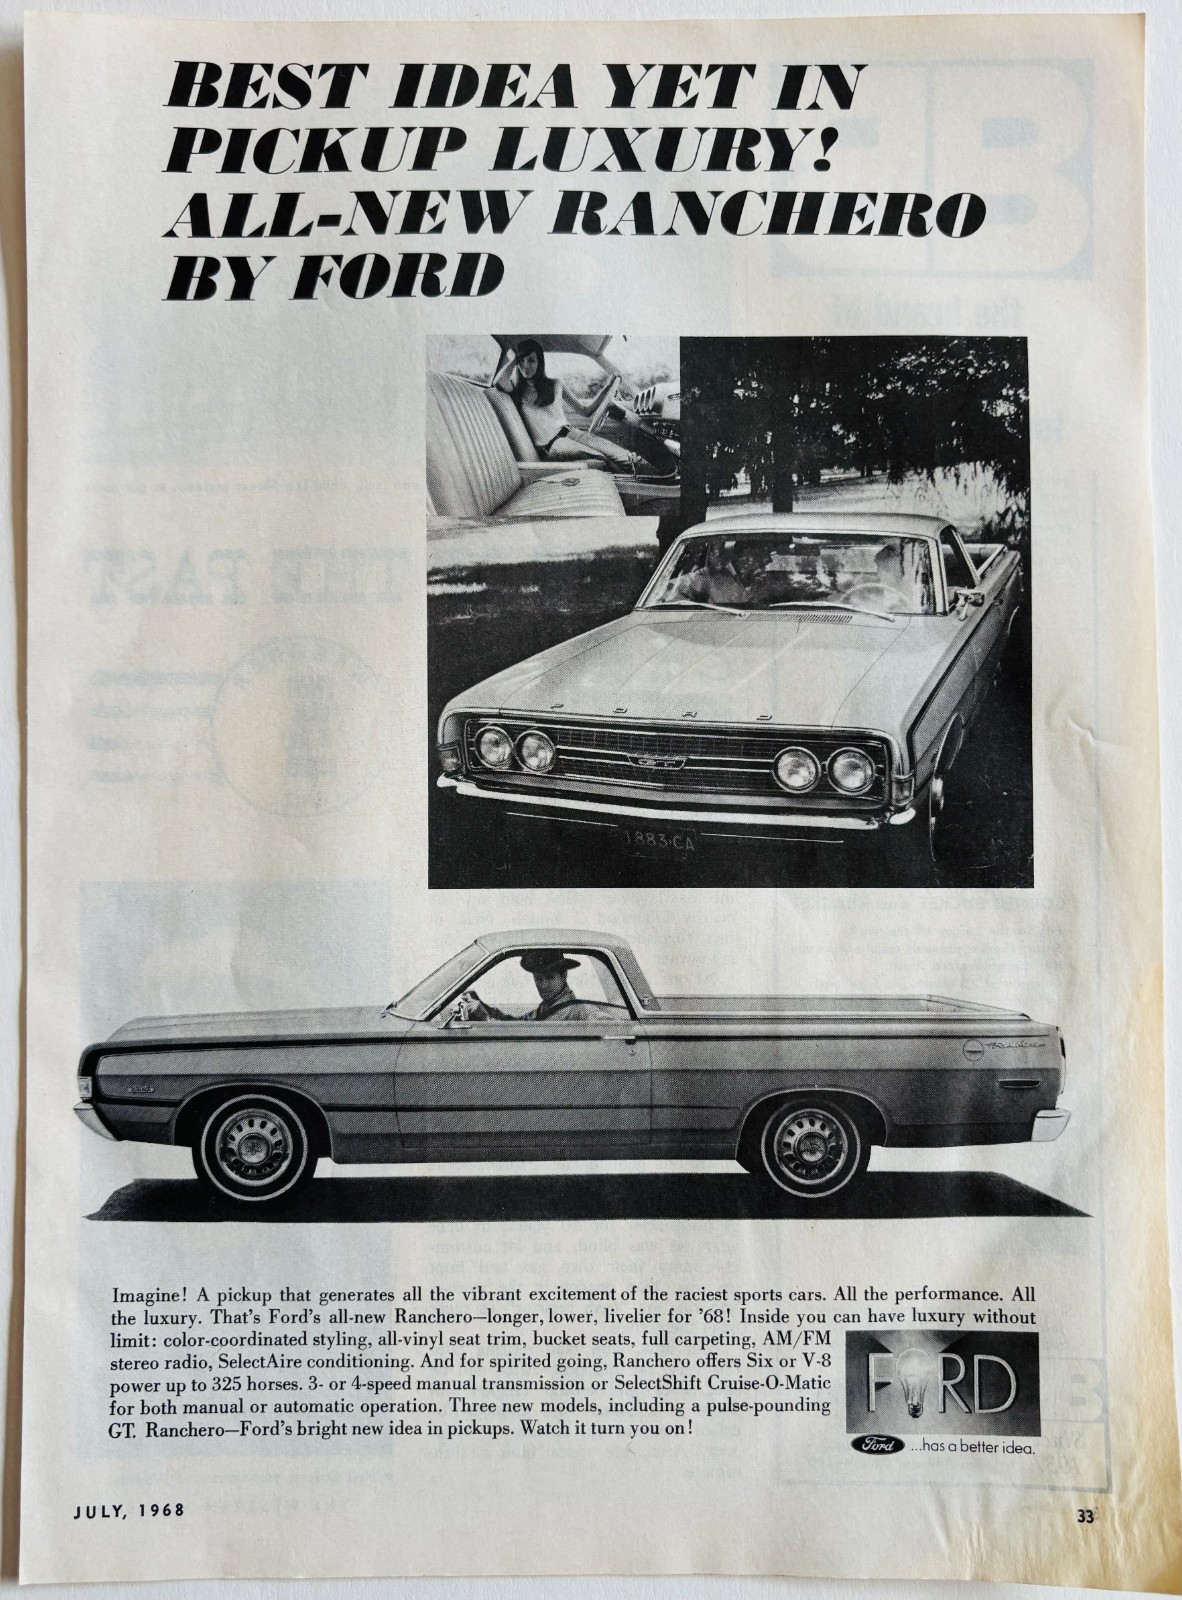 BEST IDEA YET IN
PICKUP LUXURY!
ALL-NEW RANCHERO
BY FORD
FORD
GT
1883·CA
Ranchero
Imagine! A pickup that generates all the vibrant excitement of the raciest sports cars. All the performance. All
the luxury. That's Ford's all-new Ranchero—longer, lower, livelier for '68! Inside you can have luxury without
limit: color-coordinated styling, all-vinyl seat trim, bucket seats, full carpeting, AM/FM
stereo radio, SelectAire conditioning. And for spirited going, Ranchero offers Six or V-8
power up to 325 horses. 3- or 4-speed manual transmission or SelectShift Cruise-O-Matic
for both manual or automatic operation. Three new models, including a pulse-pounding
GT. Ranchero—Ford's bright new idea in pickups. Watch it turn you on!
FORD
Ford ...has a better idea.
JULY, 1968
33